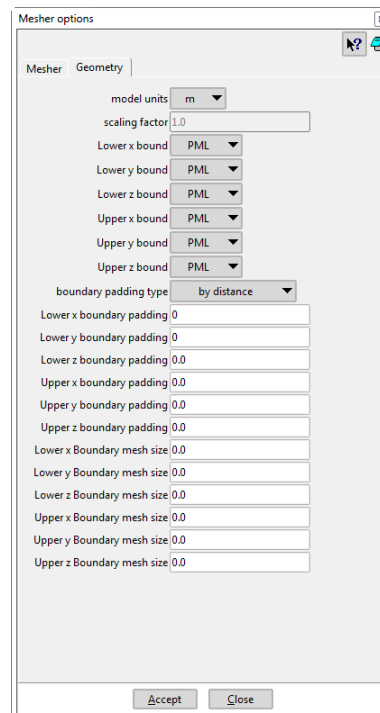 Mesher options
?
Mesher Geometry
model units m
scaling factor 1.0
Lower x bound PML
Lower y bound PML
Lower z bound PML
Upper x bound PML
Upper y bound PML
Upper z bound PML
boundary padding type by distance
Lower x boundary padding 0
Lower y boundary padding 0
Lower z boundary padding 0.0
Upper x boundary padding 0.0
Upper y boundary padding 0.0
Upper z boundary padding 0.0
Lower x Boundary mesh size 0.0
Lower y Boundary mesh size 0.0
Lower z Boundary mesh size 0.0
Upper x Boundary mesh size 0.0
Upper y Boundary mesh size 0.0
Upper z Boundary mesh size 0.0
Accept Close